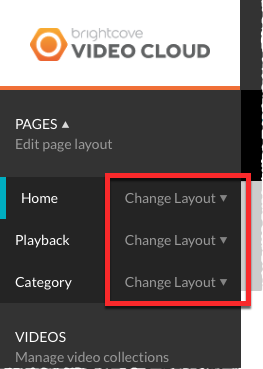 brightcove
VIDEO CLOUD
PAGES ▲
Edit page layout
Home Change Layout ▼
Playback Change Layout ▼
Category Change Layout ▼
VIDEOS
Manage video collections